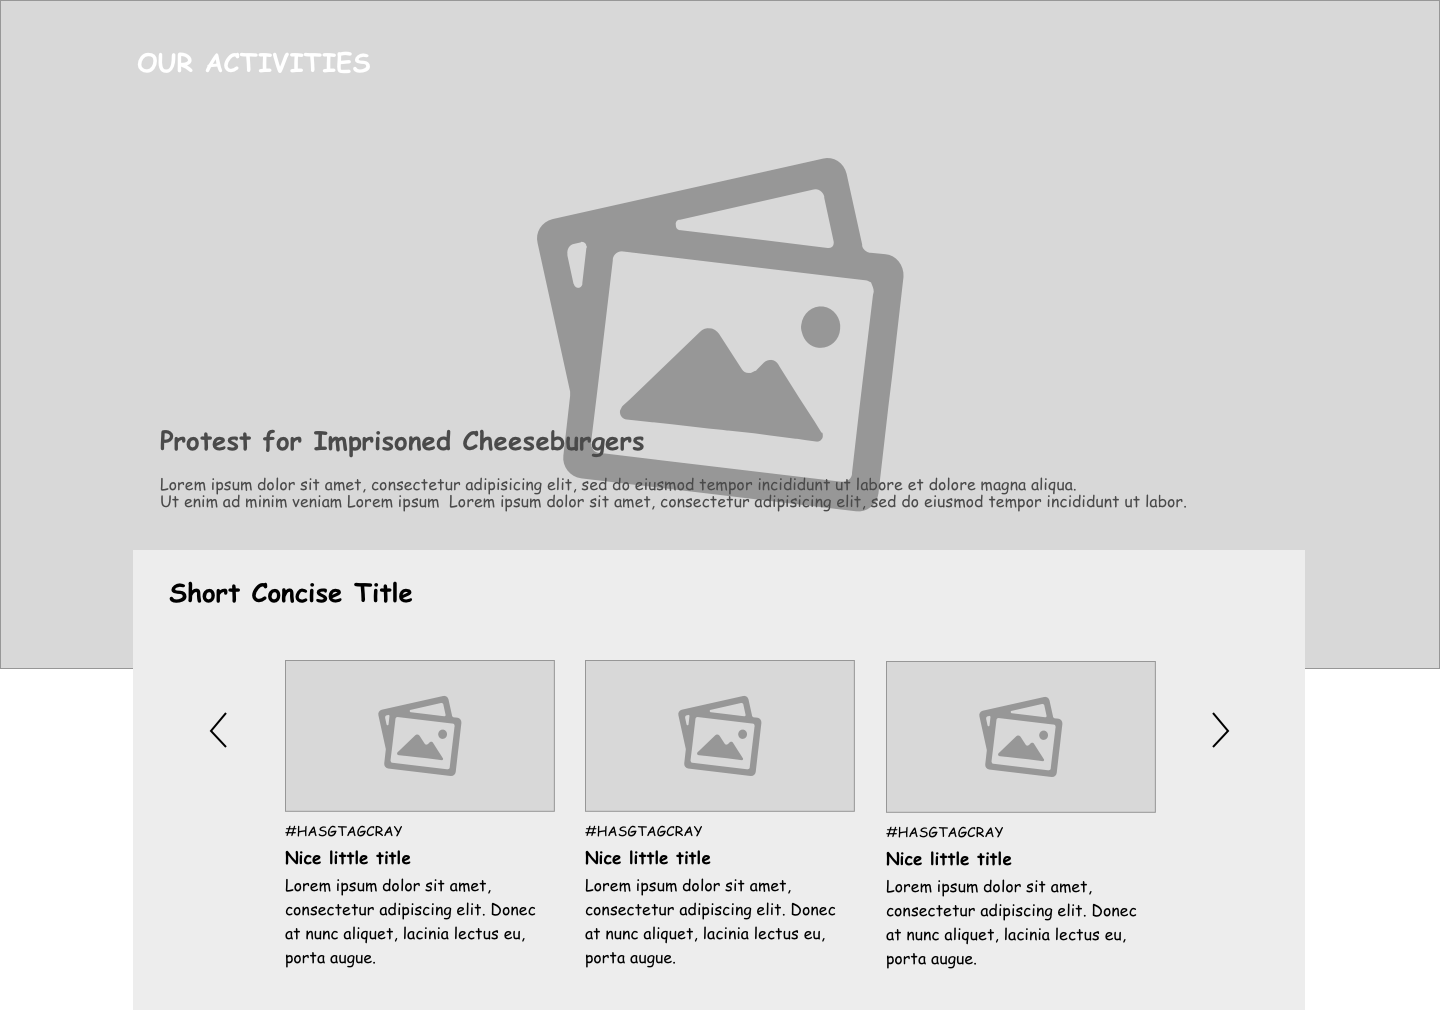 OUR ACTIVITIES
Protest for Imprisoned Cheeseburgers
Lorem ipsum dolor sit amet, consectetur adipisicing elit, sed do eiusmod tempor incididunt ut labore et dolore magna aliqua.
Ut enim ad minim veniam Lorem ipsum  Lorem ipsum dolor sit amet, consectetur adipisicing elit, sed do eiusmod tempor incididunt ut labor.
Short Concise Title
#HASGTAGCRAY
Nice little title
Lorem ipsum dolor sit amet,
consectetur adipiscing elit. Donec
at nunc aliquet, lacinia lectus eu,
porta augue.
#HASGTAGCRAY
Nice little title
Lorem ipsum dolor sit amet,
consectetur adipiscing elit. Donec
at nunc aliquet, lacinia lectus eu,
porta augue.
#HASGTAGCRAY
Nice little title
Lorem ipsum dolor sit amet,
consectetur adipiscing elit. Donec
at nunc aliquet, lacinia lectus eu,
porta augue.